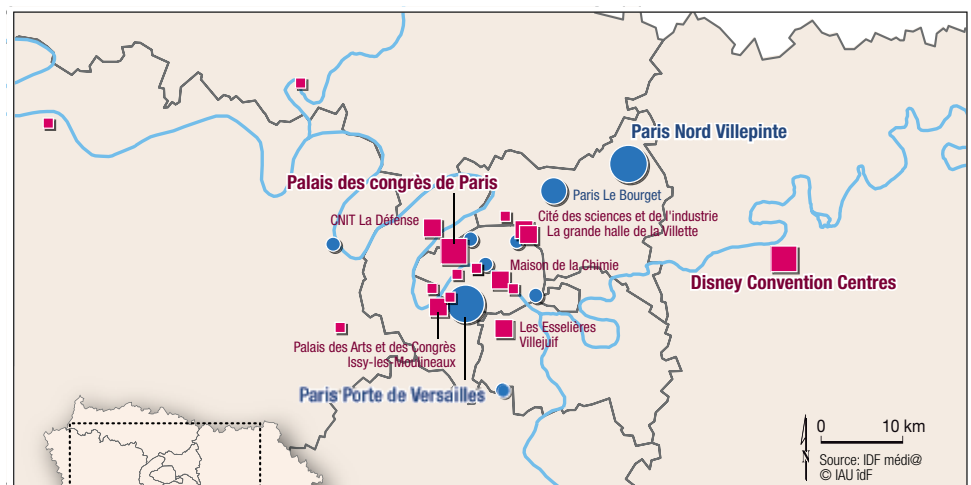 Paris Nord Villepinte
Palais des congrès de Paris
Paris Le Bourget
CNIT La Défense
Cité des sciences et de l'industrie
La grande halle de la Villette
Maison de la Chimie
Disney Convention Centres
Les Esselières
Villejuif
Palais des Arts et des Congrès
Issy-les-Moulineaux
Paris Porte de Versailles
0 10 km
N
Source: IDF médi@
© IAU îdF